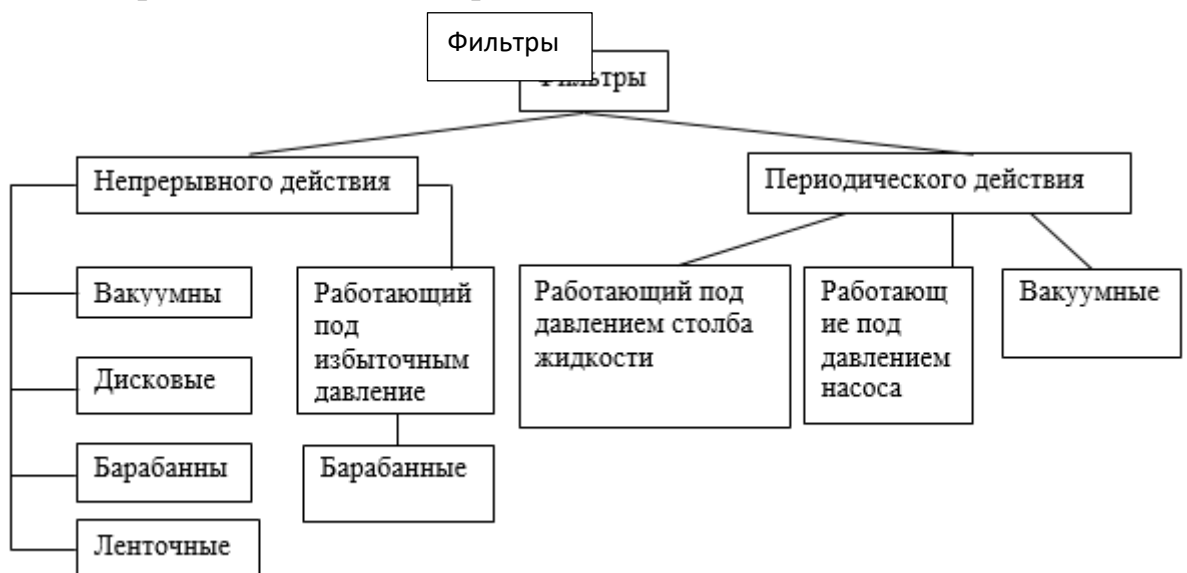 Фильтры
Фильтры
Непрерывного действия
Периодического действия
Вакуумны
Работающий
под
избыточным
давление
Работающий под
давлением столба
жидкости
Работающ
ие под
давлением
насоса
Вакуумные
Дисковые
Барабанны
Барабанные
Ленточные